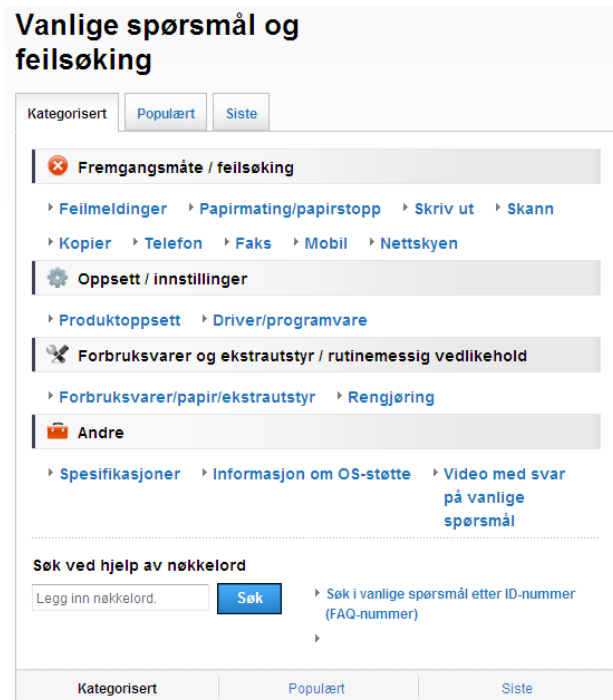 Vanlige spørsmål og
feilsøking
Kategorisert Populært Siste
Fremgangsmåte / feilsøking
Feilmeldinger Papirmating/papirstopp Skriv ut Skann
Kopier Telefon Faks Mobil Nettskyen
Oppsett / innstillinger
Produktoppsett Driver/programvare
Forbruksvarer og ekstrautstyr / rutinemessig vedlikehold
Forbruksvarer/papir/ekstrautstyr Rengjøring
Andre
Spesifikasjoner Informasjon om OS-støtte Video med svar
på vanlige
spørsmål
Søk ved hjelp av nøkkelord
Legg inn nøkkelord. Søk Søk i vanlige spørsmål etter ID-nummer
(FAQ-nummer)
Kategorisert Populært Siste